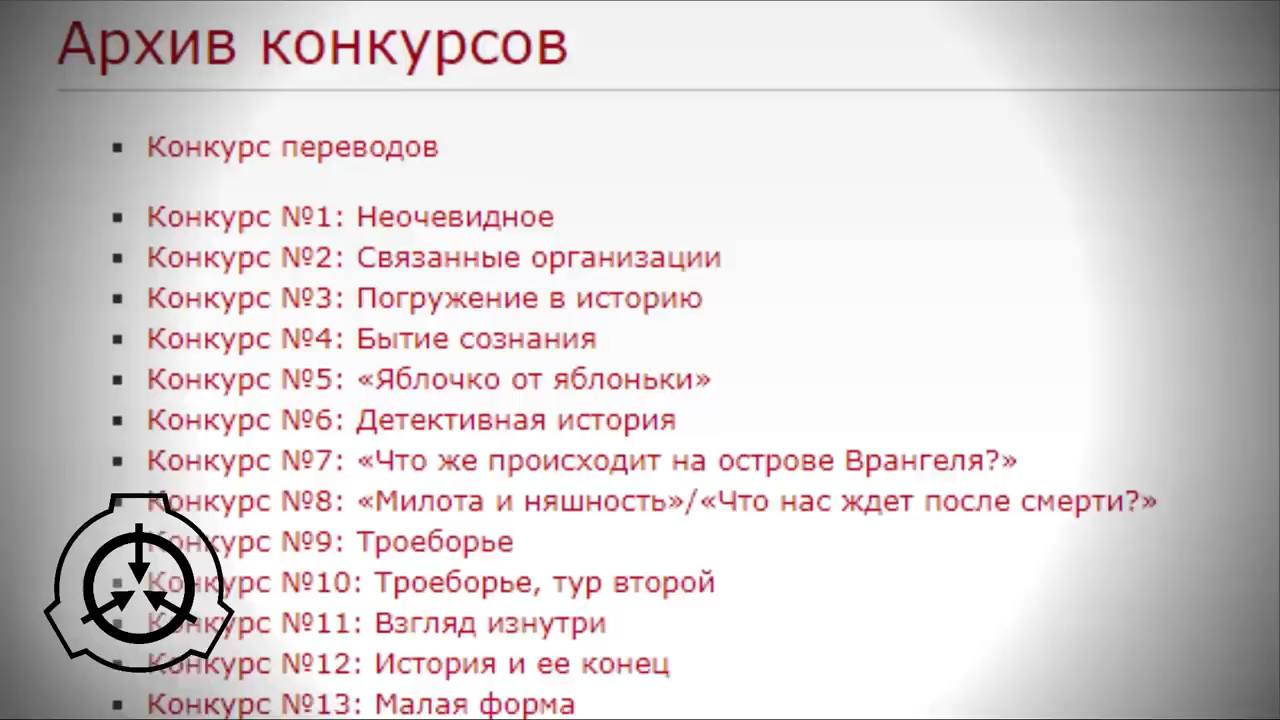 Архив конкурсов
Конкурс переводов
Конкурс №1: Неочевидное
Конкурс №2: Связанные организации
Конкурс №3: Погружение в историю
Конкурс №4: Бытие сознания
Конкурс №5: «Яблочко от яблоньки»
Конкурс №6: Детективная история
Конкурс №7: «Что же происходит на острове Врангеля?»
Конкурс №8: «Милота и няшность»/«Что нас ждет после смерти?»
Конкурс №9: Троеборье
Конкурс №10: Троеборье, тур второй
Конкурс №11: Взгляд изнутри
Конкурс №12: История и ее конец
Конкурс №13: Малая форма